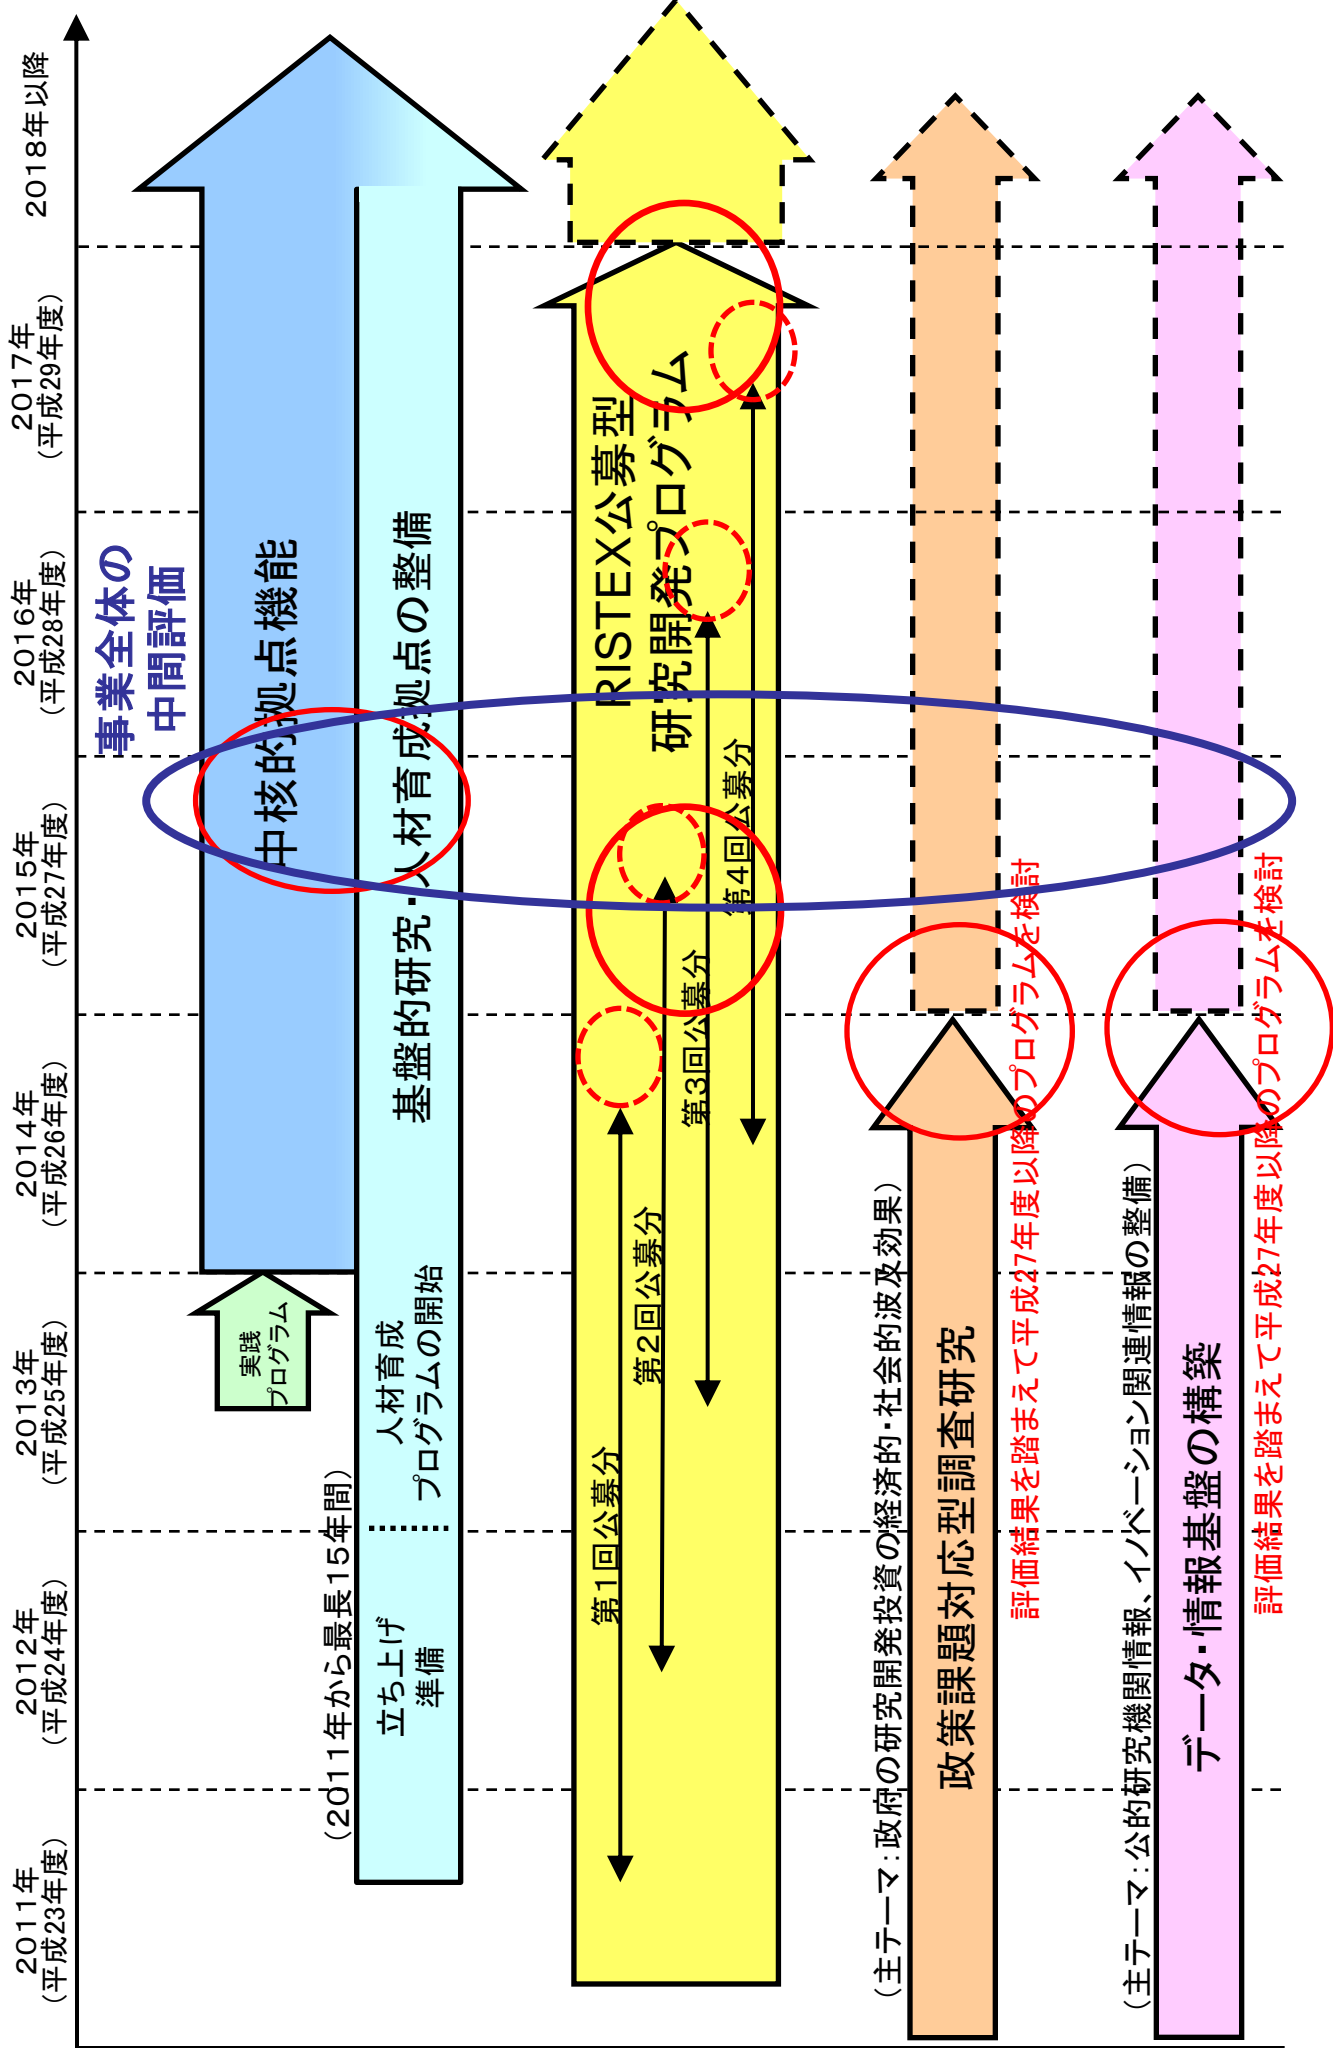 2011年
(平成23年度)
2012年
(平成24年度)
2013年
(平成25年度)
2014年
(平成26年度)
2015年
(平成27年度)
2016年
(平成28年度)
2017年
(平成29年度)
2018年以降
事業全体の
中間評価
実践
プログラム
中核的拠点機能
(2011年から最長15年間)
立ち上げ
準備
人材育成
プログラムの開始
基盤的研究・人材育成拠点の整備
RISTEX公募型
研究開発プログラム
第1回公募分
第2回公募分
第3回公募分
第4回公募分
(主テーマ:政府の研究開発投資の経済的・社会的波及効果)
政策課題対応型調査研究
評価結果を踏まえて平成27年度以降のプログラムを検討
(主テーマ:公的研究機関情報、イノベーション関連情報の整備)
データ・情報基盤の構築
評価結果を踏まえて平成27年度以降のプログラムを検討